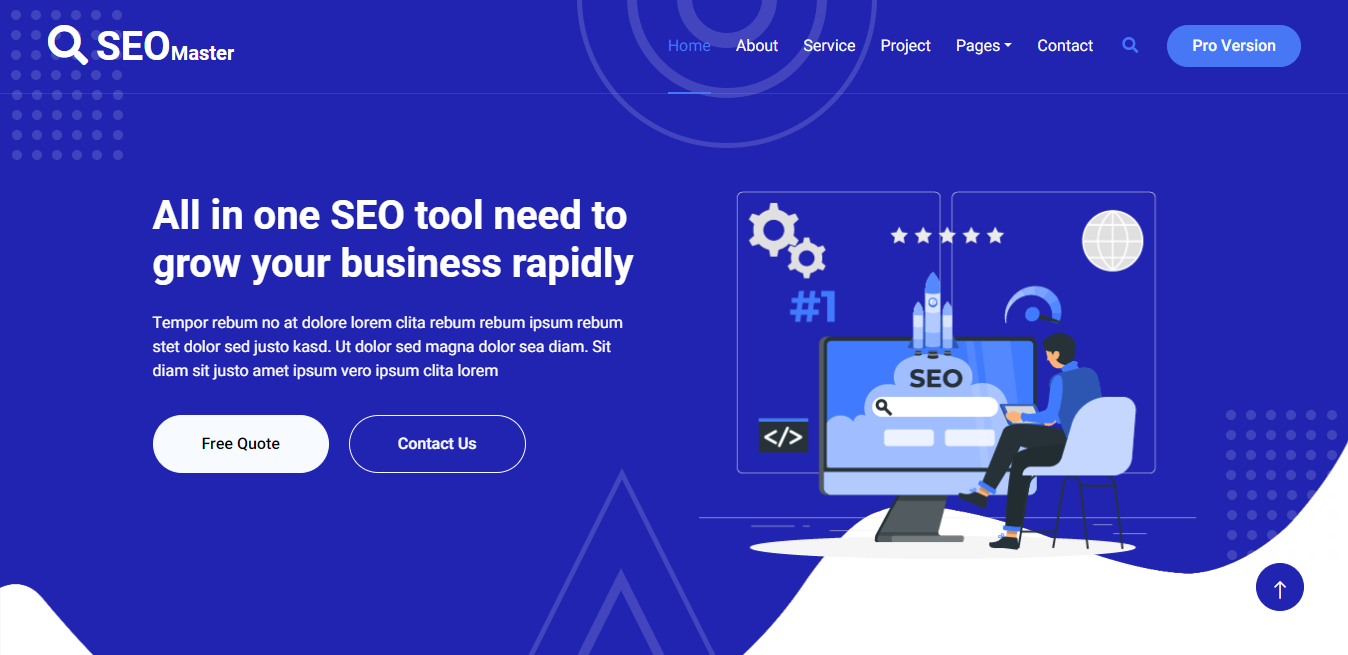 SEO Master
Home About Service Project Pages Contact Pro Version
All in one SEO tool need to
grow your business rapidly
Tempor rebum no at dolore lorem clita rebum rebum ipsum rebum
stet dolor sed justo kasd. Ut dolor sed magna dolor sea diam. Sit
diam sit justo amet ipsum vero ipsum clita lorem
Free Quote Contact Us
#1
SEO
</>